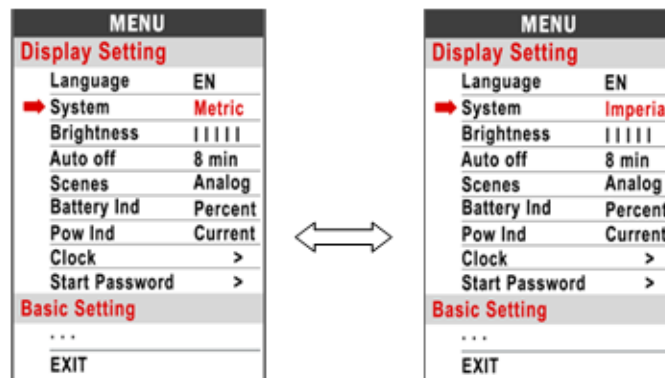 MENU
Display Setting
Language EN
System Metric
Brightness | | | | |
Auto off 8 min
Scenes Analog
Battery Ind Percent
Pow Ind Current
Clock >
Start Password >
Basic Setting
. . .
EXIT
MENU
Display Setting
Language EN
System Imperia
Brightness | | | | |
Auto off 8 min
Scenes Analog
Battery Ind Percent
Pow Ind Current
Clock >
Start Password >
Basic Setting
. . .
EXIT